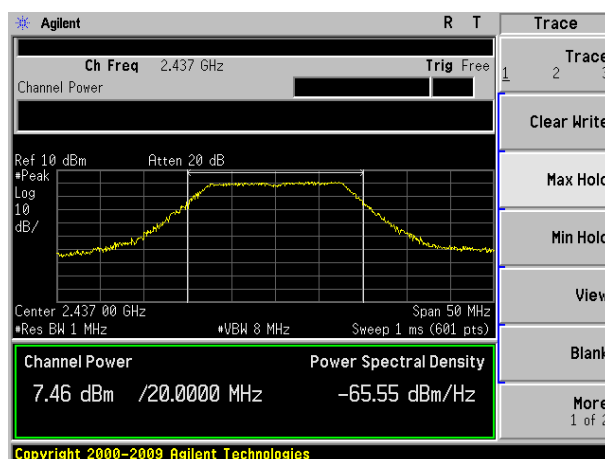 Agilent R T Trace
Ch Freq 2.437 GHz Trig Free
Channel Power
Trace
1 2 3
Clear Write
Max Hold
Min Hold
View
Blank
More
1 of 2
Ref 10 dBm Atten 20 dB
#Peak
Log
10
dB/
Center 2.437 00 GHz Span 50 MHz
#Res BW 1 MHz #VBW 8 MHz Sweep 1 ms (601 pts)
Channel Power Power Spectral Density
7.46 dBm /20.0000 MHz -65.55 dBm/Hz
Copyright 2000-2009 Agilent Technologies